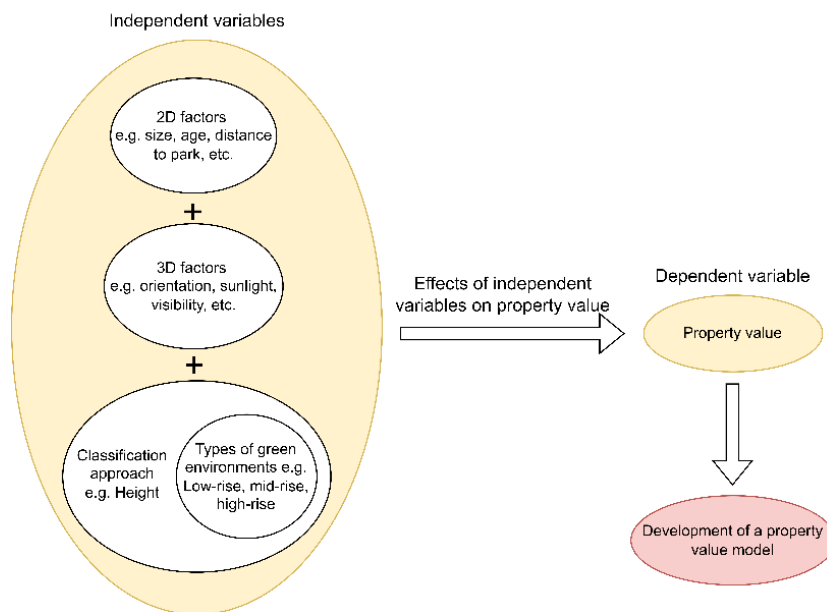 Independent variables
2D factors
e.g. size, age, distance
to park, etc.
+
3D factors
e.g. orientation, sunlight,
visibility, etc.
+
Classification
approach
e.g. Height
Types of green
environments e.g.
Low-rise, mid-rise,
high-rise
Effects of independent
variables on property value
Dependent variable
Property value
Development of a property
value model